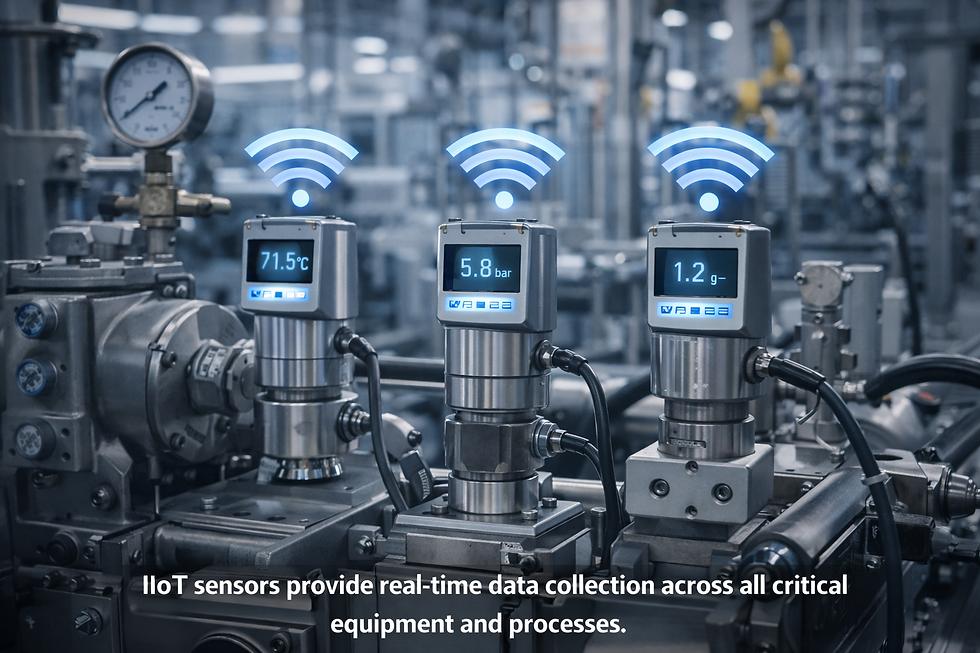 71.5°C
5.8 bar
1.2 g
IIoT sensors provide real-time data collection across all critical
equipment and processes.